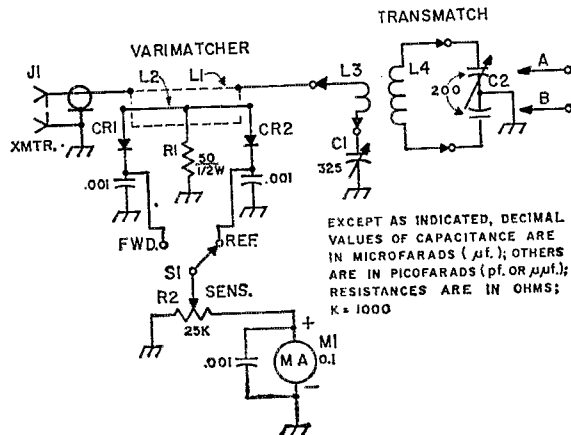 TRANSMATCH
VARIMATCHER
J1
L2
L1
L3
L4
C2
A
200
B
XMTR.
CR1
CR2
R1
50
1/2W
C1
325
.001
.001
FWD.
REF.
S1
EXCEPT AS INDICATED, DECIMAL
VALUES OF CAPACITANCE ARE
IN MICROFARADS (µf.); OTHERS
ARE IN PICOFARADS (pf. OR µµf.);
RESISTANCES ARE IN OHMS;
K = 1000
R2
SENS.
25K
+
M1
.001
MA
0.1
–